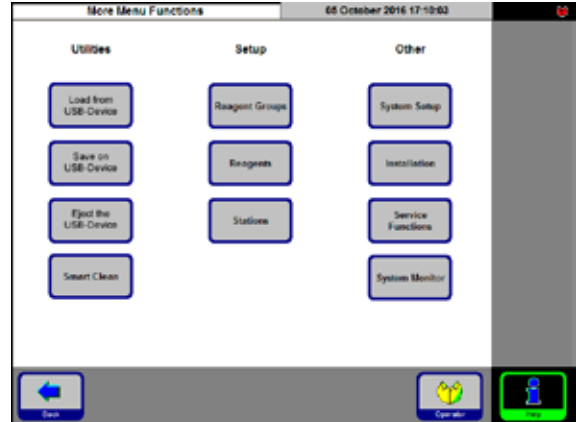 More Menu Functions
05 October 2016 17:10:03
Utilities
Setup
Other
Load from
USB-Device
Reagent Groups
System Setup
Save on
USB-Device
Reagents
Installation
Eject the
USB-Device
Stations
Service
Functions
Smart Clean
System Monitor
Back
Operator
Help